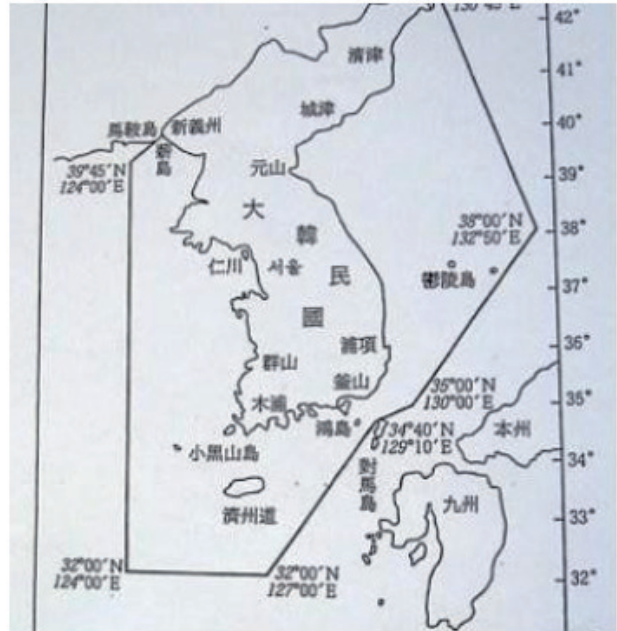 42°
清津
41°
城津
40°
馬鞍島
新義州
薪島
39°45′N
124°00′E
元山
39°
大
韓
民
國
38°00′N
132°50′E
38°
仁川
서울
鬱陵島
37°
浦項
36°
群山
釜山
35°00′N
130°00′E
木浦
鴻島
35°
34°40′N
129°10′E
本州
小黑山島
對馬島
34°
濟州道
九州
33°
32°00′N
124°00′E
32°00′N
127°00′E
32°